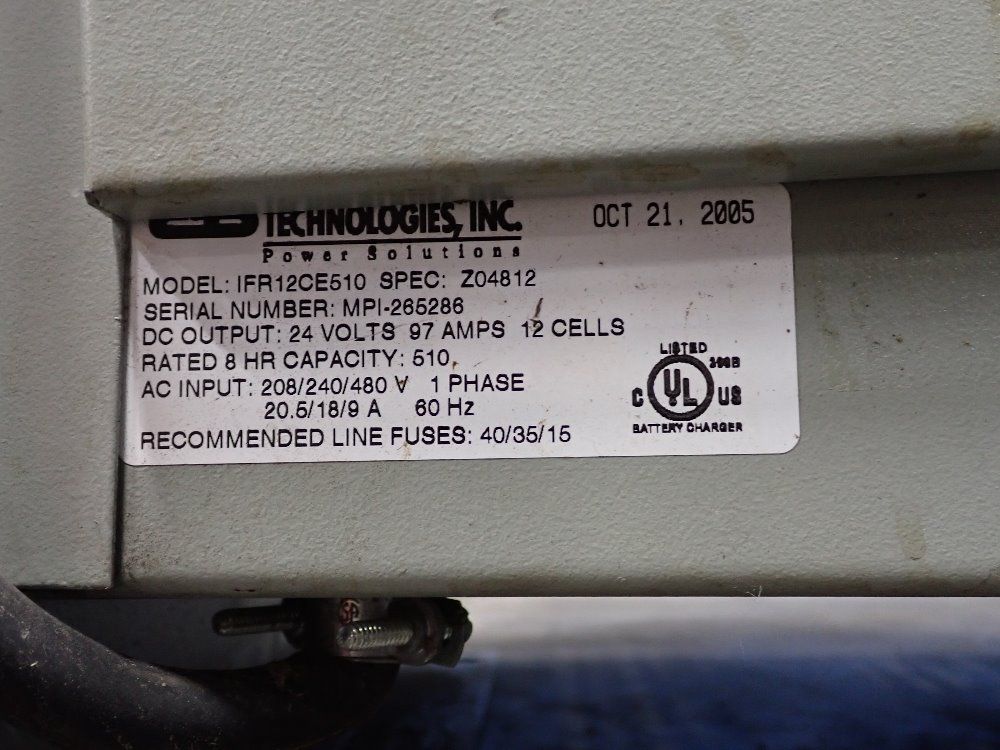 TECHNOLOGIES, INC. OCT 21, 2005
Power Solutions
MODEL: IFR12CE510 SPEC: Z04812
SERIAL NUMBER: MPI-265286
DC OUTPUT: 24 VOLTS 97 AMPS 12 CELLS
RATED 8 HR CAPACITY: 510
AC INPUT: 208/240/480 V 1 PHASE
20.5/18/9 A 60 Hz
RECOMMENDED LINE FUSES: 40/35/15
LISTED
C UL US
BATTERY CHARGER